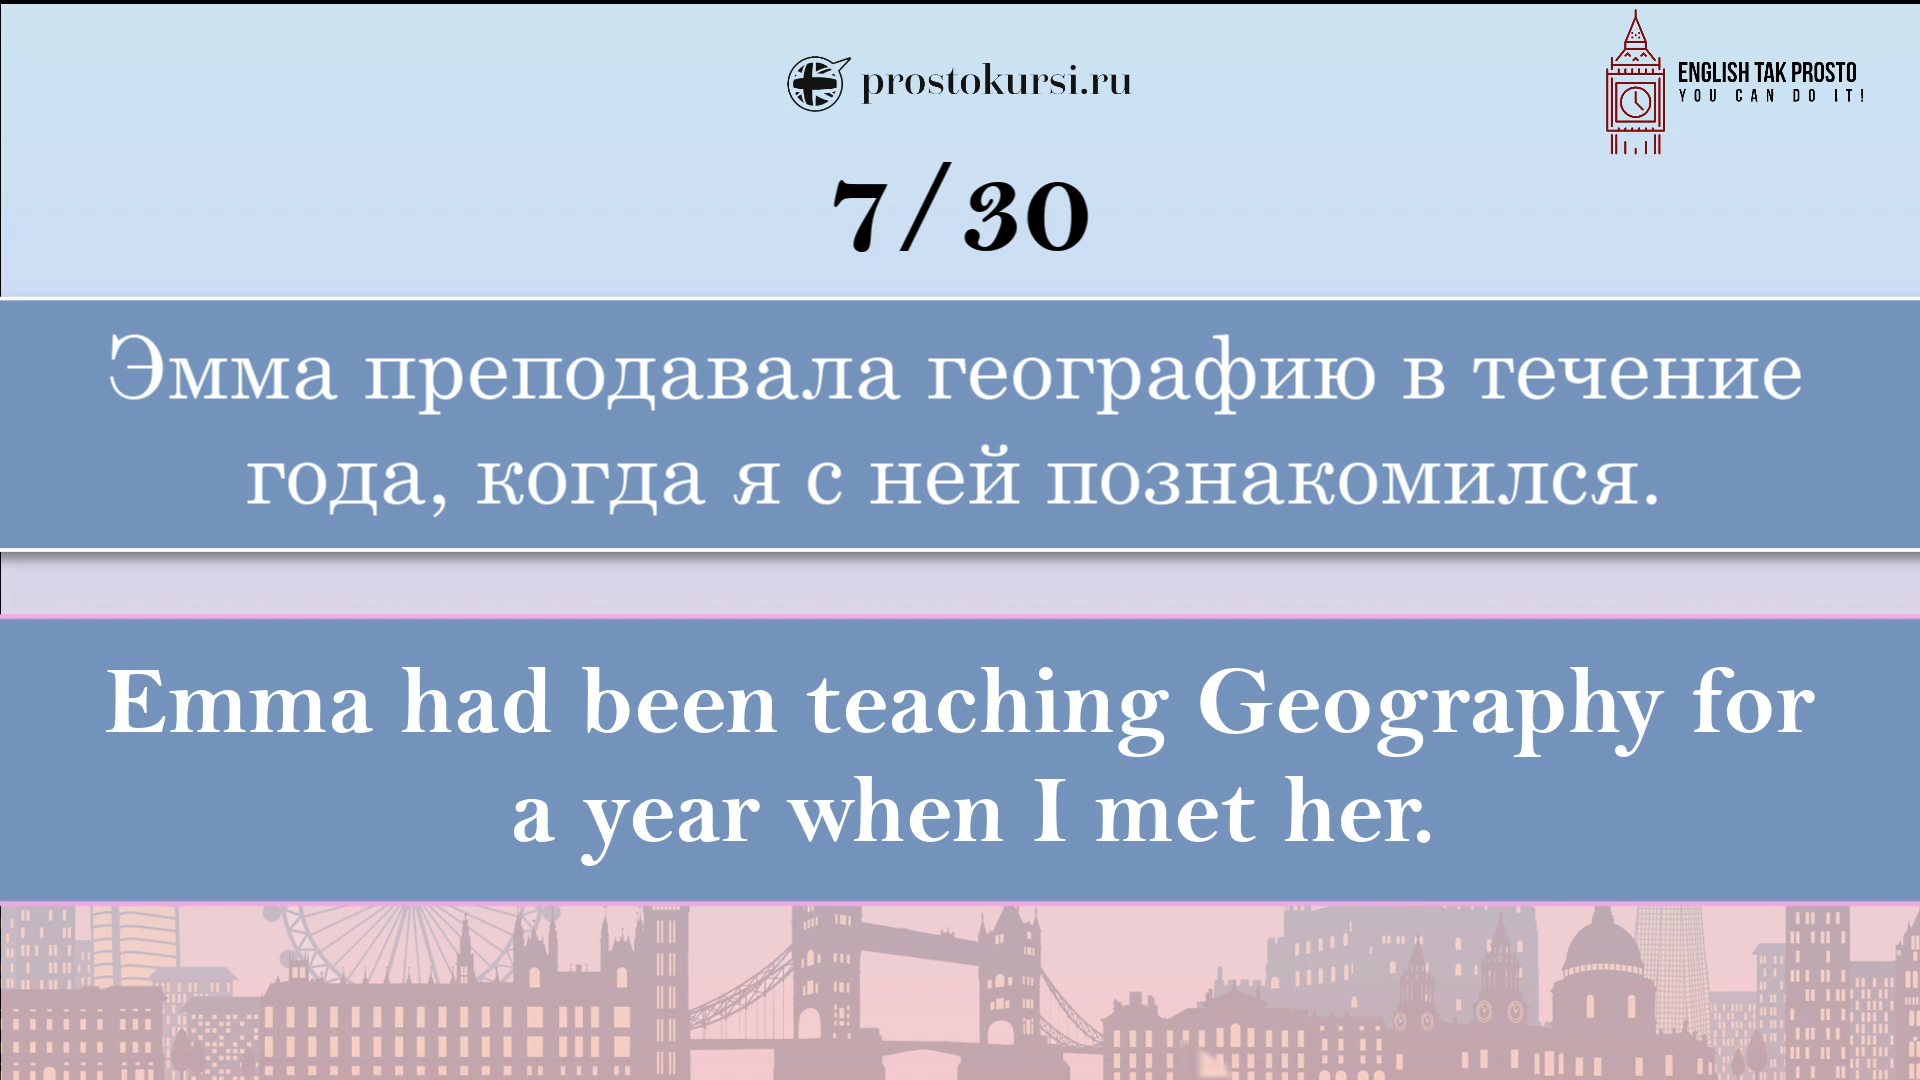 prostokursi.ru
ENGLISH TAK PROSTO
YOU CAN DO IT!
7/30
Эмма преподавала географию в течение
года, когда я с ней познакомился.
Emma had been teaching Geography for
a year when I met her.